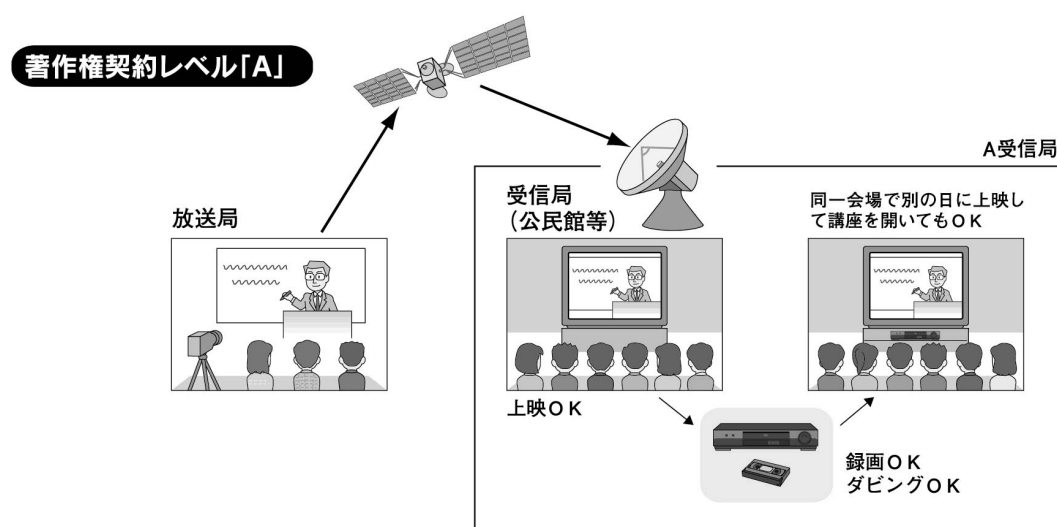 著作権契約レベル「A」
A受信局
放送局
受信局
（公民館等）
同一会場で別の日に上映し
て講座を開いてもＯＫ
上映ＯＫ
録画ＯＫ
ダビングＯＫ